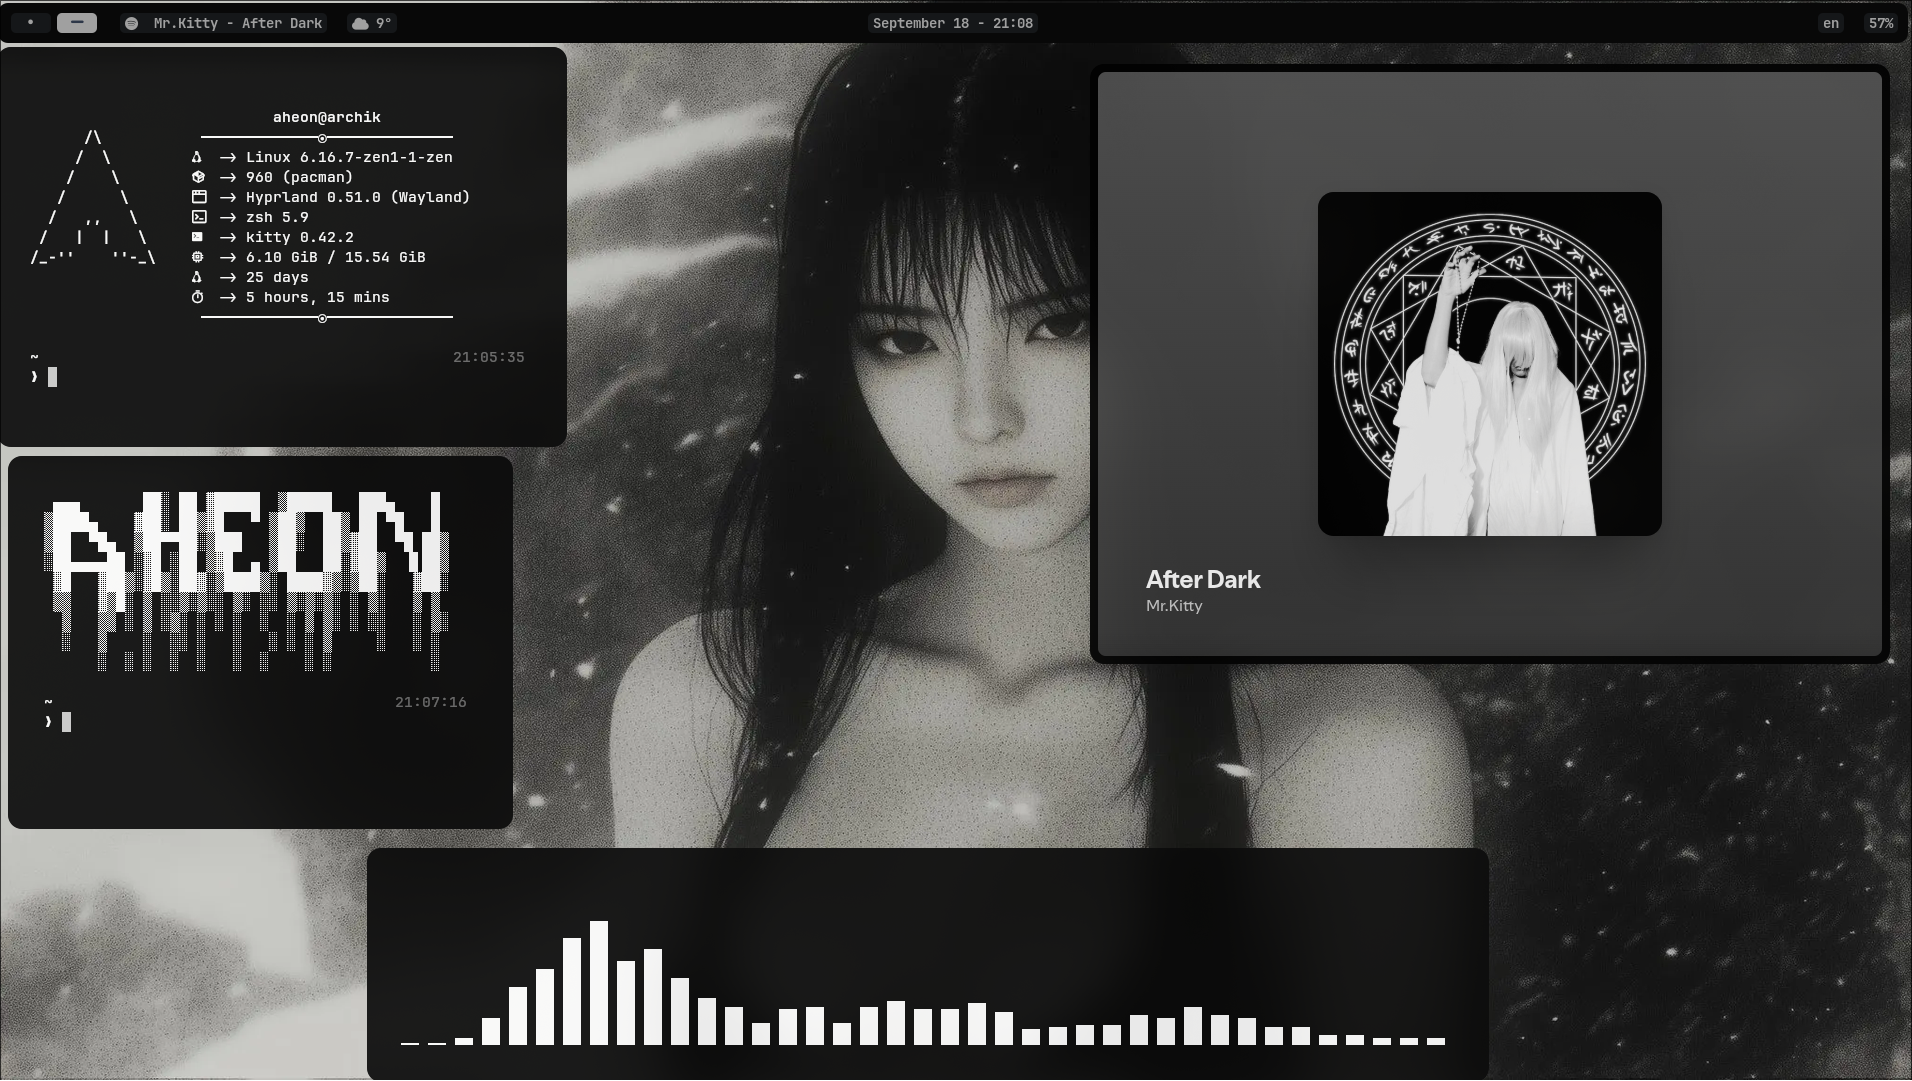 Mr.Kitty - After Dark
9°
September 18 - 21:08
en
57%
aheon@archik
Linux 6.16.7-zen1-1-zen
960 (pacman)
Hyprland 0.51.0 (Wayland)
zsh 5.9
kitty 0.42.2
6.10 GiB / 15.54 GiB
25 days
5 hours, 15 mins
~
21:05:35
❯
AHEON
~
21:07:16
❯
After Dark
Mr.Kitty